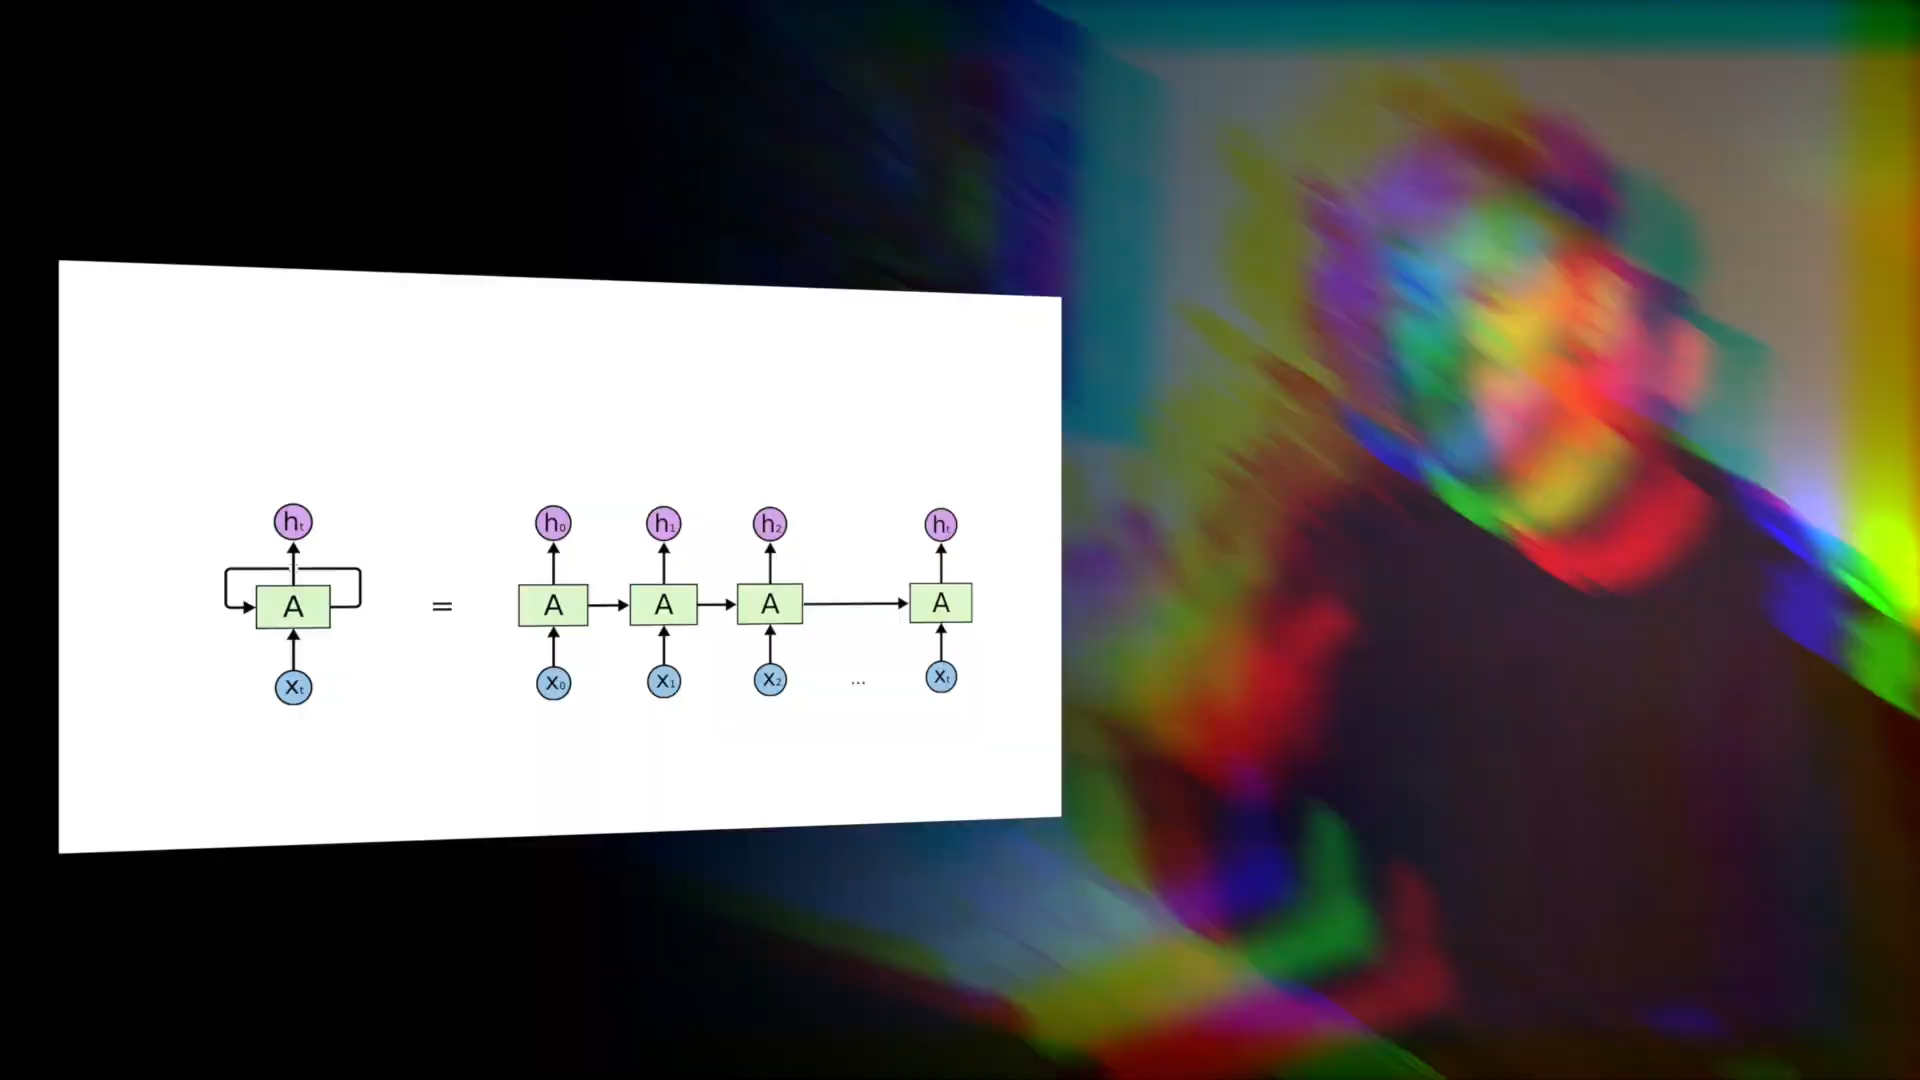 hₜ h₀ h₁ h₂ hₜ
A = A A A A
xₜ x₀ x₁ x₂ ... xₜ